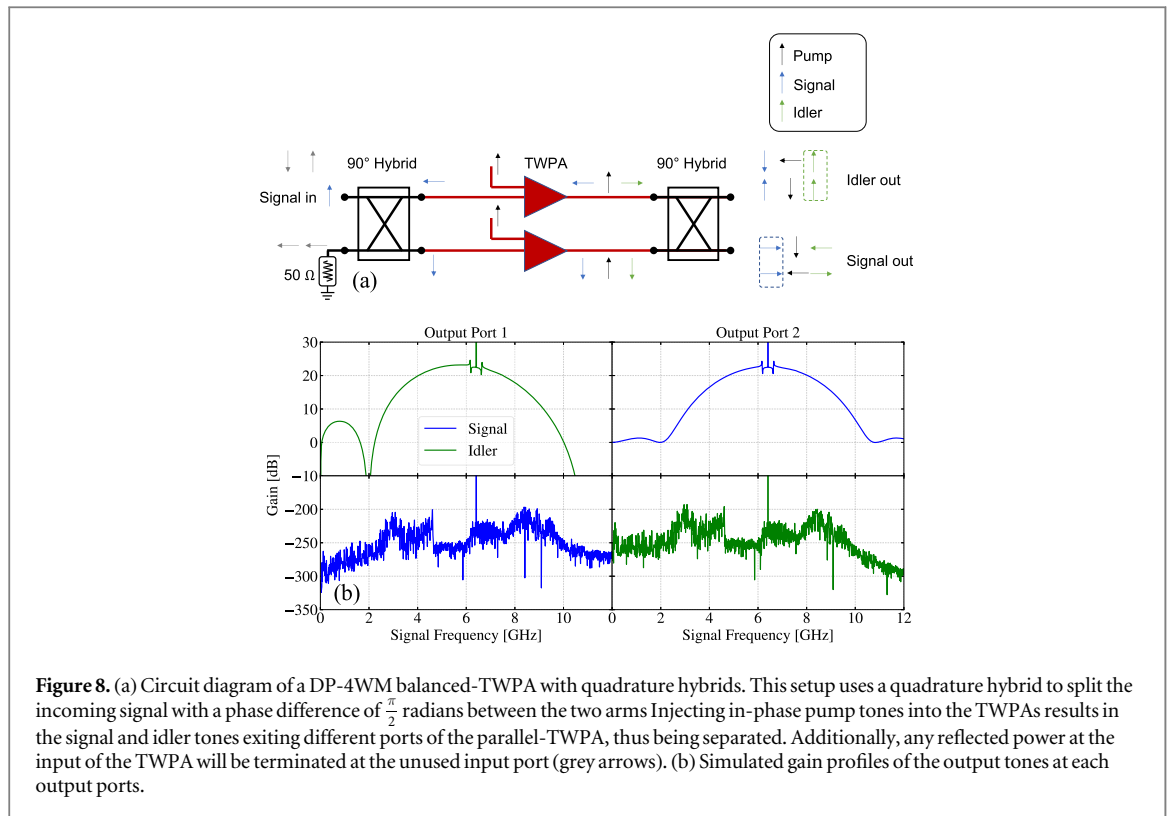 Pump
Signal
Idler
90° Hybrid
TWPA
90° Hybrid
Signal in
Idler out
50 Ω
(a)
Signal out
Output Port 1
Output Port 2
30
20
10
0
−10
Signal
Idler
Gain [dB]
−200
−250
−300
−350
(b)
0 2 4 6 8 10
0 2 4 6 8 10 12
Signal Frequency [GHz]
Signal Frequency [GHz]
Figure 8. (a) Circuit diagram of a DP-4WM balanced-TWPA with quadrature hybrids. This setup uses a quadrature hybrid to split the
incoming signal with a phase difference of π/2 radians between the two arms Injecting in-phase pump tones into the TWPAs results in
the signal and idler tones exiting different ports of the parallel-TWPA, thus being separated. Additionally, any reflected power at the
input of the TWPA will be terminated at the unused input port (grey arrows). (b) Simulated gain profiles of the output tones at each
output ports.